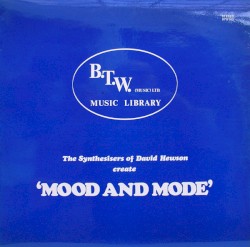 B.T.W.
(MUSIC) LTD
MUSIC LIBRARY
The Synthesisers of David Hewson
create
'MOOD AND MODE'